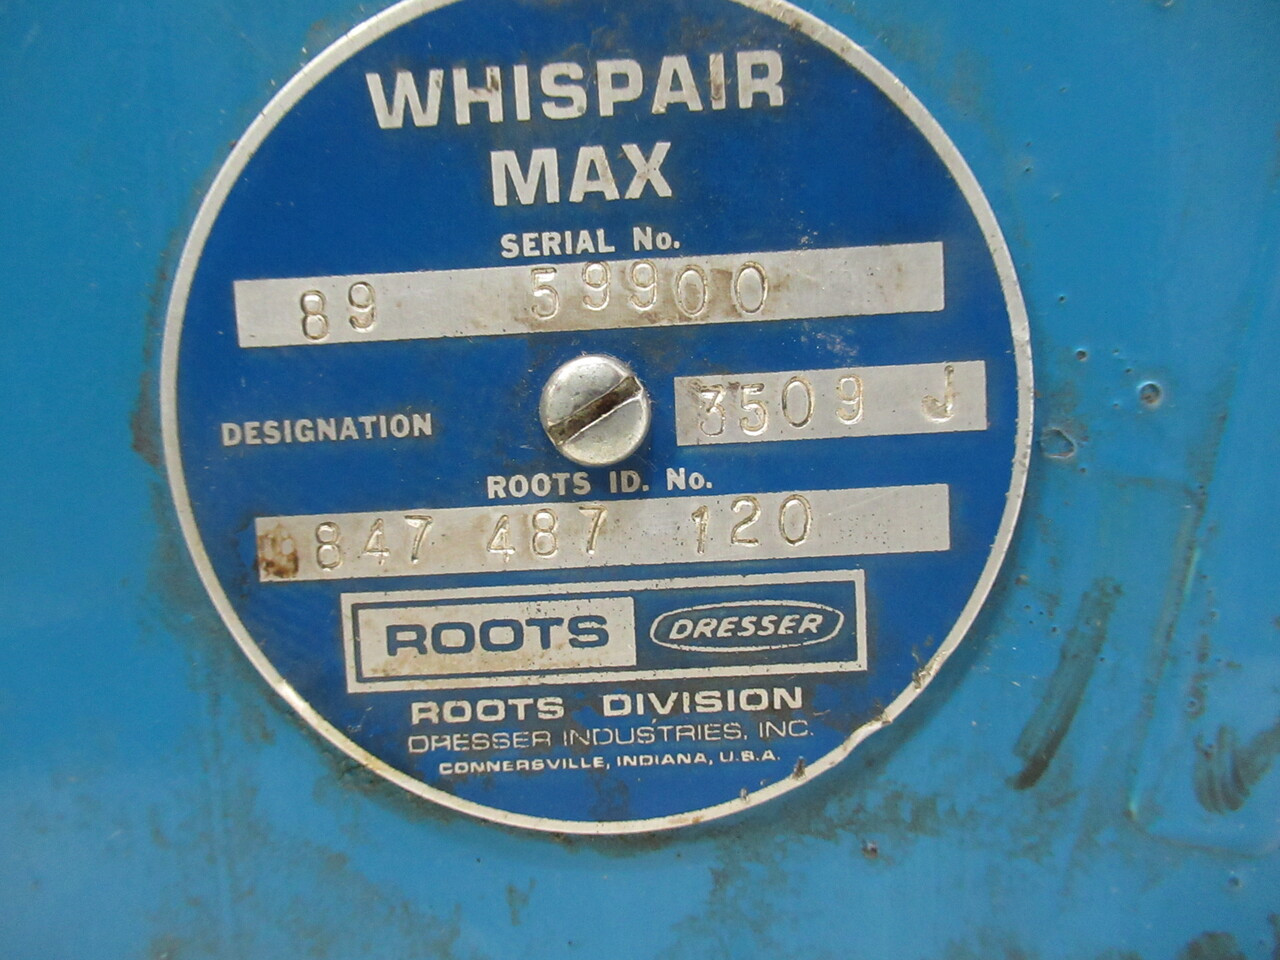 WHISPAIR
MAX
SERIAL No.
89 59900
DESIGNATION 3509 J
ROOTS ID. No.
847 487 120
ROOTS DRESSER
ROOTS DIVISION
DRESSER INDUSTRIES, INC.
CONNERSVILLE, INDIANA, U.S.A.